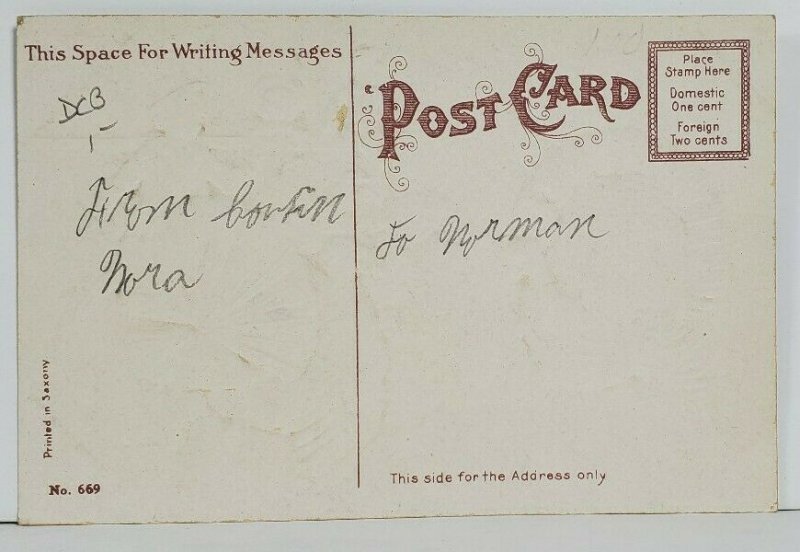 This Space For Writing Messages
DCB
1-
From Cousin
Nora
Printed in Saxony
No. 669
POST CARD
Place
Stamp Here
Domestic
One cent
Foreign
Two cents
To Norman
This side for the Address only